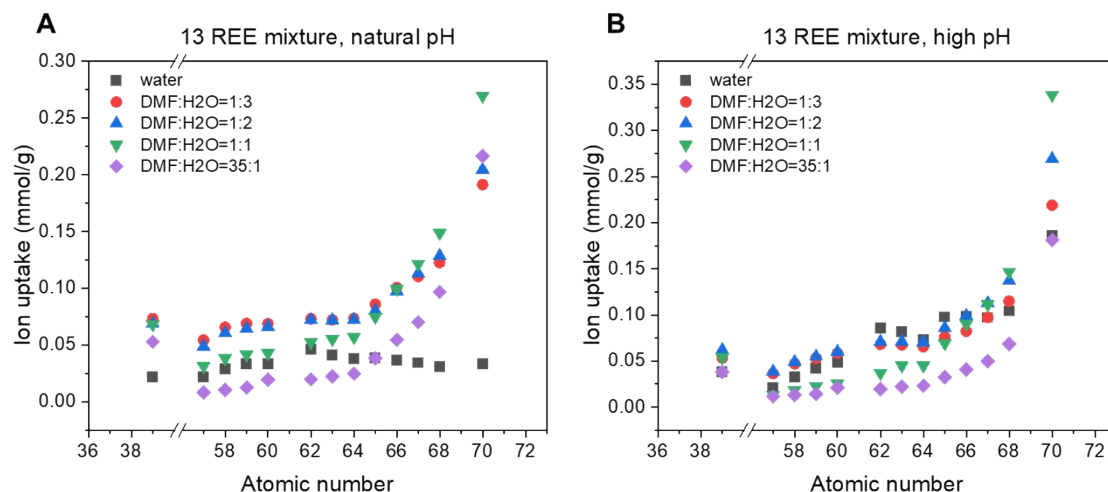 A
13 REE mixture, natural pH
Ion uptake (mmol/g)
0.30
0.25
0.20
0.15
0.10
0.05
0.00
water
DMF:H2O=1:3
DMF:H2O=1:2
DMF:H2O=1:1
DMF:H2O=35:1
36 38 58 60 62 64 66 68 70 72
Atomic number
B
13 REE mixture, high pH
Ion uptake (mmol/g)
0.35
0.30
0.25
0.20
0.15
0.10
0.05
0.00
water
DMF:H2O=1:3
DMF:H2O=1:2
DMF:H2O=1:1
DMF:H2O=35:1
36 38 58 60 62 64 66 68 70 72
Atomic number